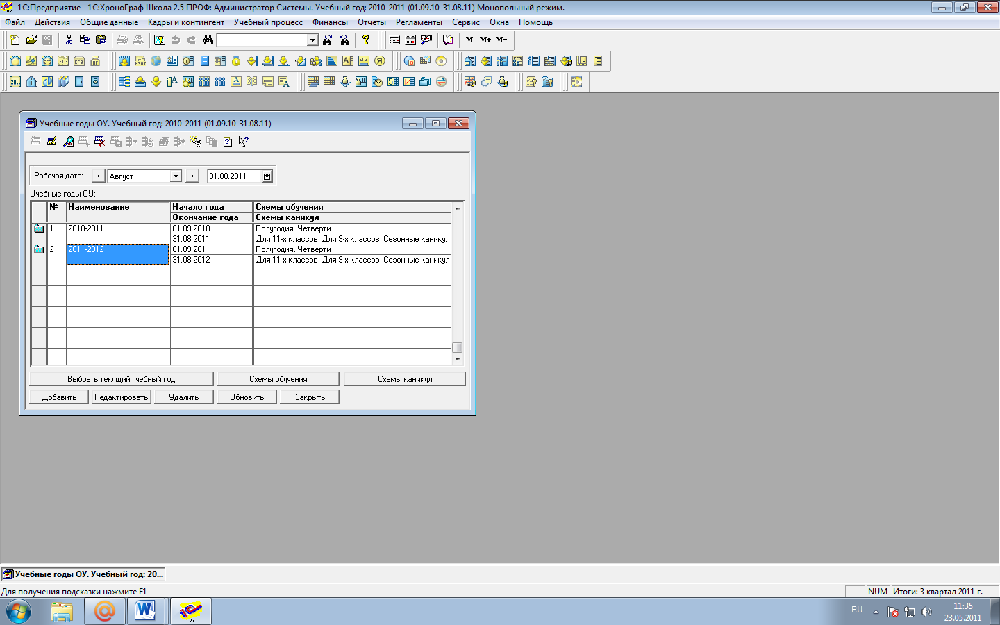 1С:Предприятие - 1С:ХроноГраф Школа 2.5 ПРОФ: Администратор Системы. Учебный год: 2010-2011 (01.09.10-31.08.11) Монопольный режим.
Файл Действия Общие данные Кадры и контингент Учебный процесс Финансы Отчеты Регламенты Сервис Окна Помощь
M M+ M−
Учебные годы ОУ. Учебный год: 2010-2011 (01.09.10-31.08.11)
Рабочая дата: < Август > 31.08.2011
Учебные годы ОУ:
№ Наименование Начало года Схемы обучения
Окончание года Схемы каникул
1 2010-2011 01.09.2010 Полугодия, Четверти
31.08.2011 Для 11-х классов, Для 9-х классов, Сезонные каникул
2 2011-2012 01.09.2011 Полугодия, Четверти
31.08.2012 Для 11-х классов, Для 9-х классов, Сезонные каникул
Выбрать текущий учебный год Схемы обучения Схемы каникул
Добавить Редактировать Удалить Обновить Закрыть
Учебные годы ОУ. Учебный год: 20...
Для получения подсказки нажмите F1 NUM Итоги: 3 квартал 2011 г.
RU 11:35
23.05.2011